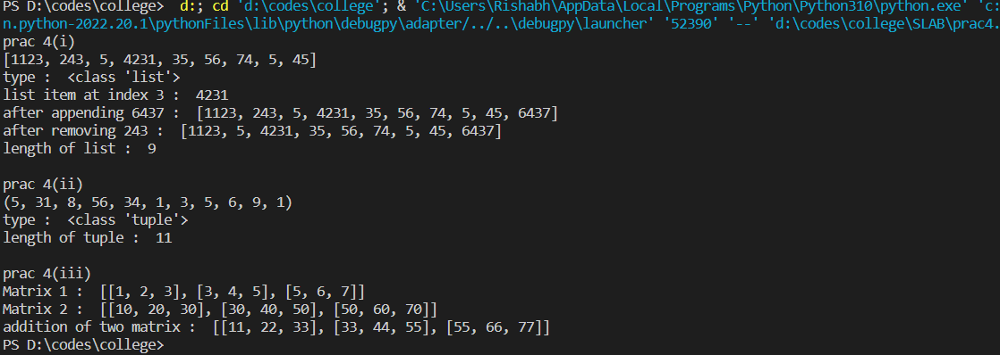 PS D:\codes\college>  d:; cd 'd:\codes\college'; & 'C:\Users\Rishabh\AppData\Local\Programs\Python\Python310\python.exe' 'c:
n.python-2022.20.1\pythonFiles\lib\python\debugpy\adapter/../..\debugpy\launcher' '52390' '--' 'd:\codes\college\SLAB\prac4.
prac 4(i)
[1123, 243, 5, 4231, 35, 56, 74, 5, 45]
type :  <class 'list'>
list item at index 3 :  4231
after appending 6437 :  [1123, 243, 5, 4231, 35, 56, 74, 5, 45, 6437]
after removing 243 :  [1123, 5, 4231, 35, 56, 74, 5, 45, 6437]
length of list :  9

prac 4(ii)
(5, 31, 8, 56, 34, 1, 3, 5, 6, 9, 1)
type :  <class 'tuple'>
length of tuple :  11

prac 4(iii)
Matrix 1 :  [[1, 2, 3], [3, 4, 5], [5, 6, 7]]
Matrix 2 :  [[10, 20, 30], [30, 40, 50], [50, 60, 70]]
addition of two matrix :  [[11, 22, 33], [33, 44, 55], [55, 66, 77]]
PS D:\codes\college>